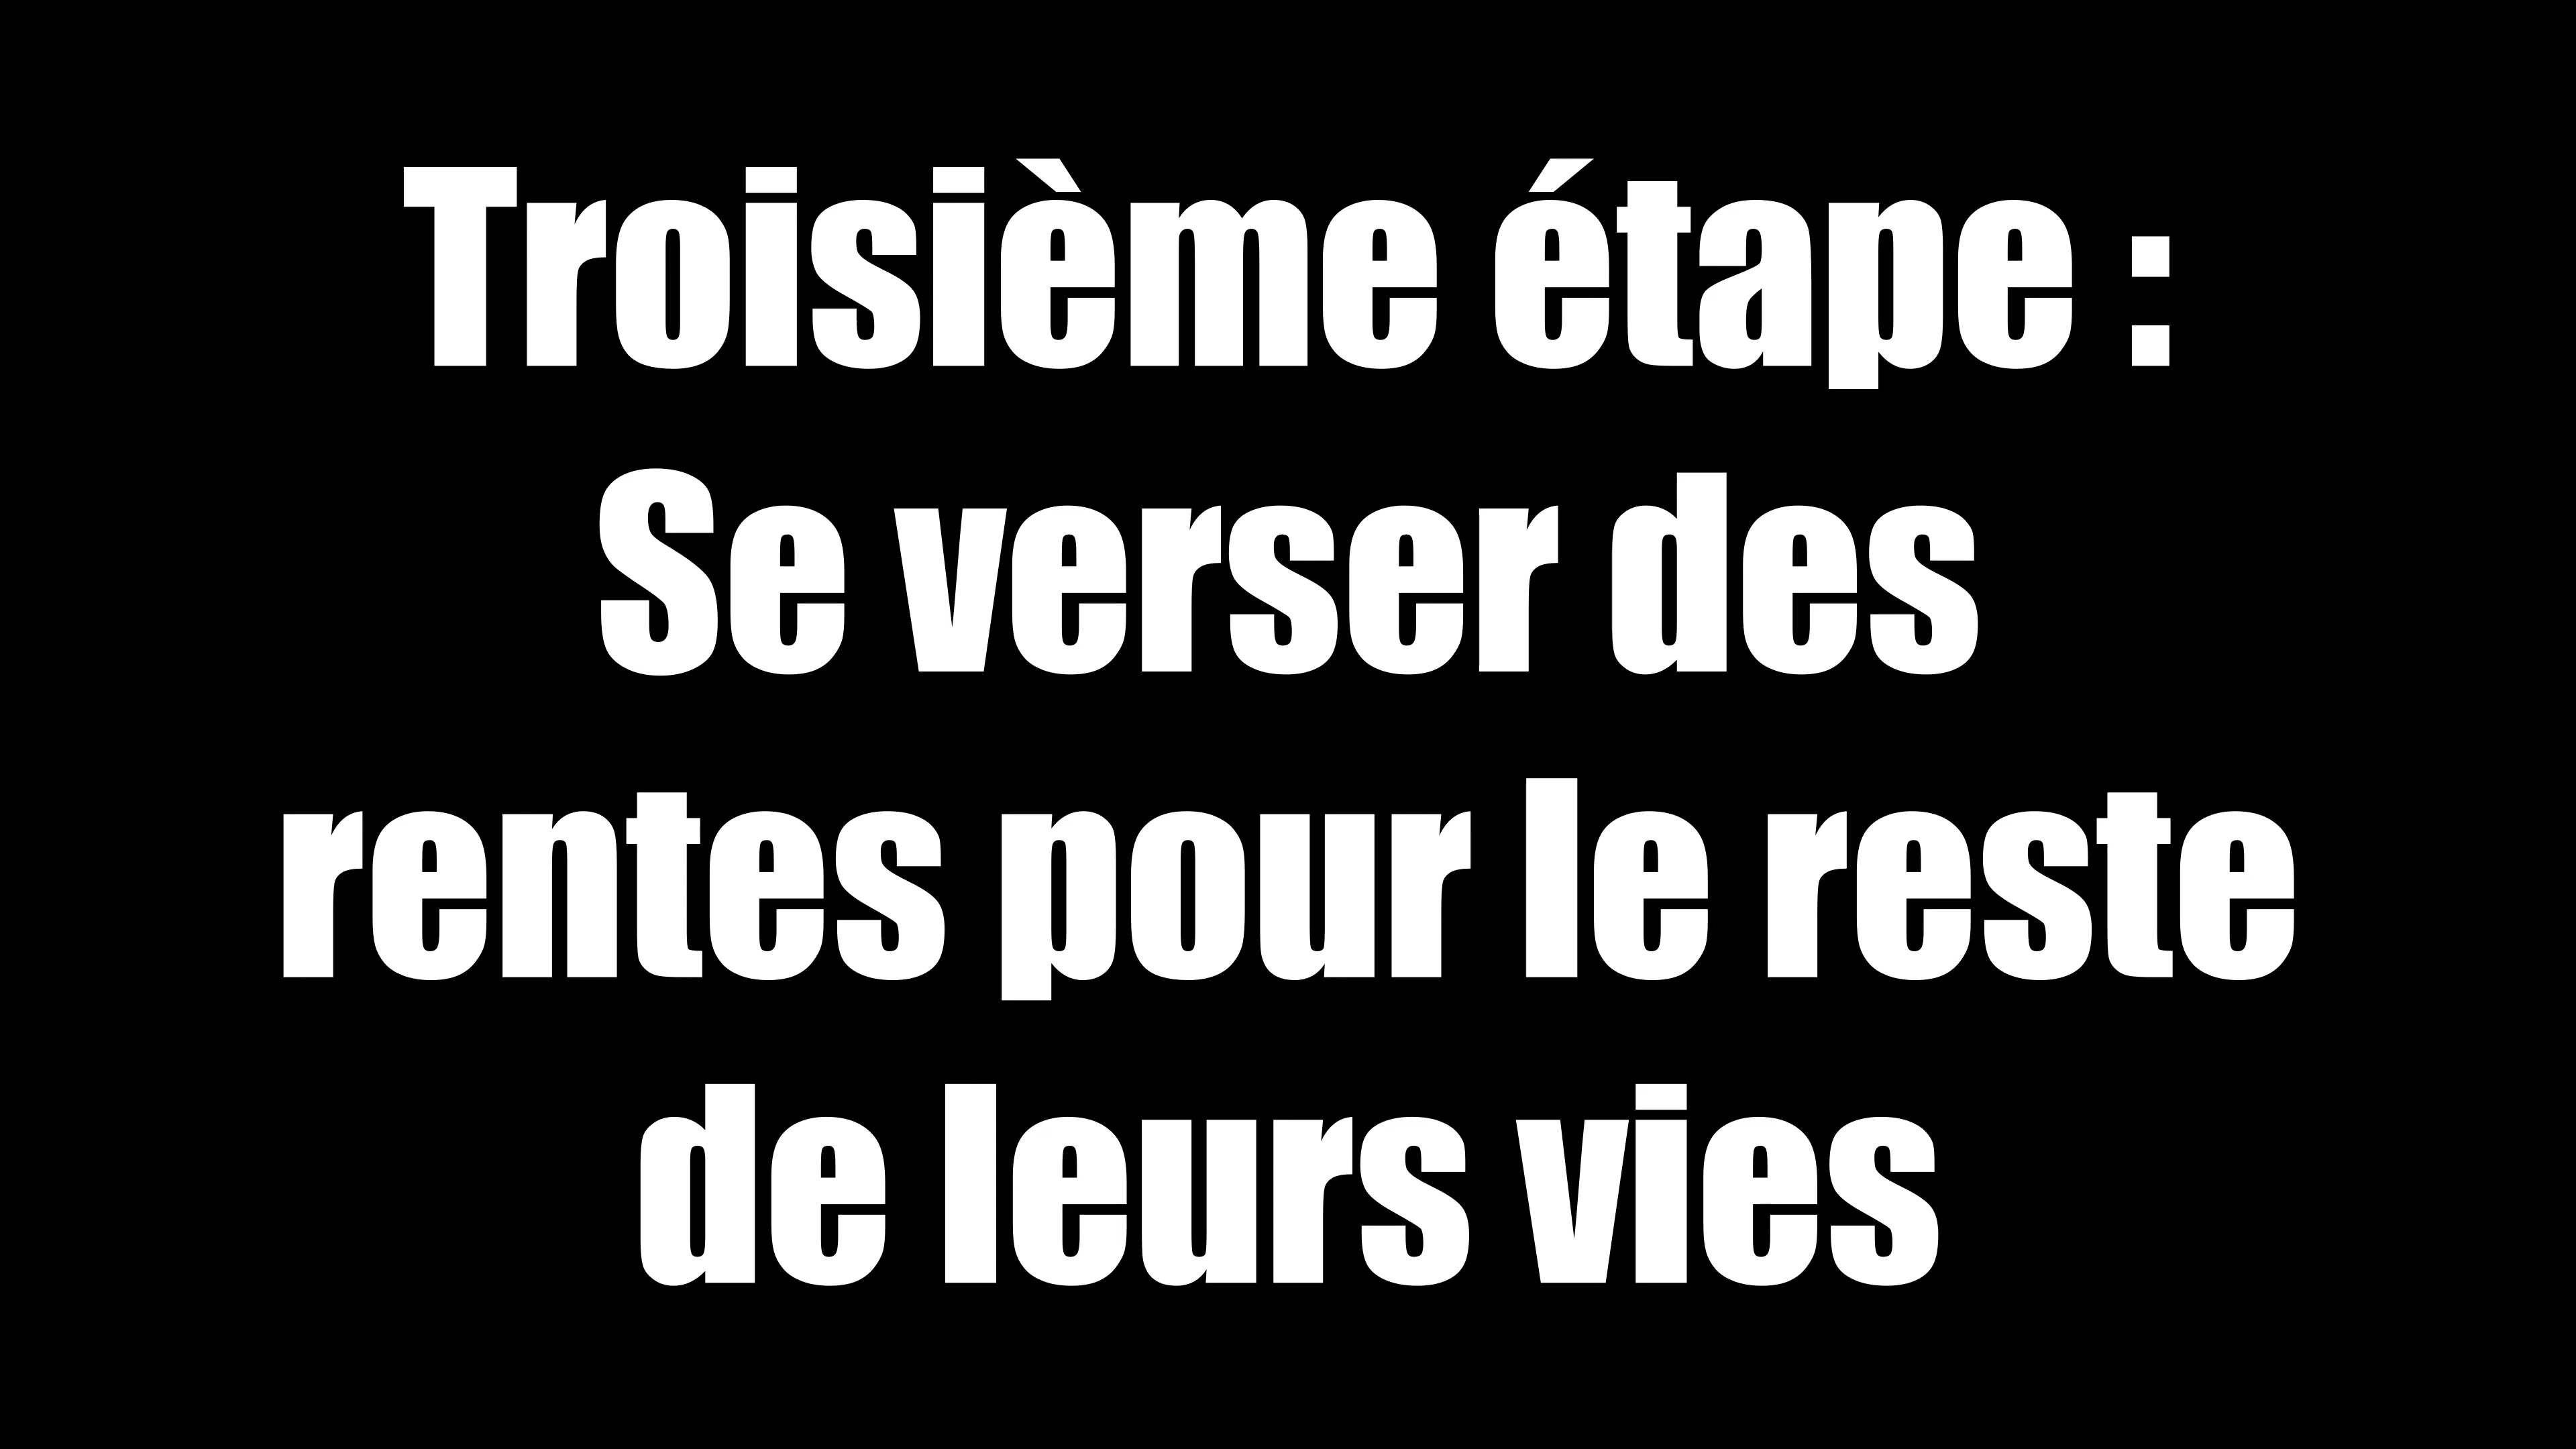 Troisième étape :
Se verser des
rentes pour le reste
de leurs vies